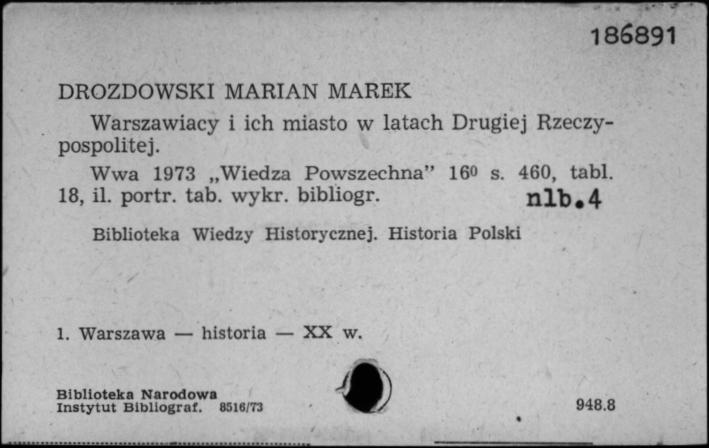 186891
DROZDOWSKI MARIAN MAREK
Warszawiacy i ich miasto w latach Drugiej Rzeczy-
pospolitej.
Wwa 1973 „Wiedza Powszechna” 16⁰ s. 460, tabl.
18, il. portr. tab. wykr. bibliogr.
nlb.4
Biblioteka Wiedzy Historycznej. Historia Polski
1. Warszawa — historia — XX w.
Biblioteka Narodowa
Instytut Bibliograf. 8516/73
948.8